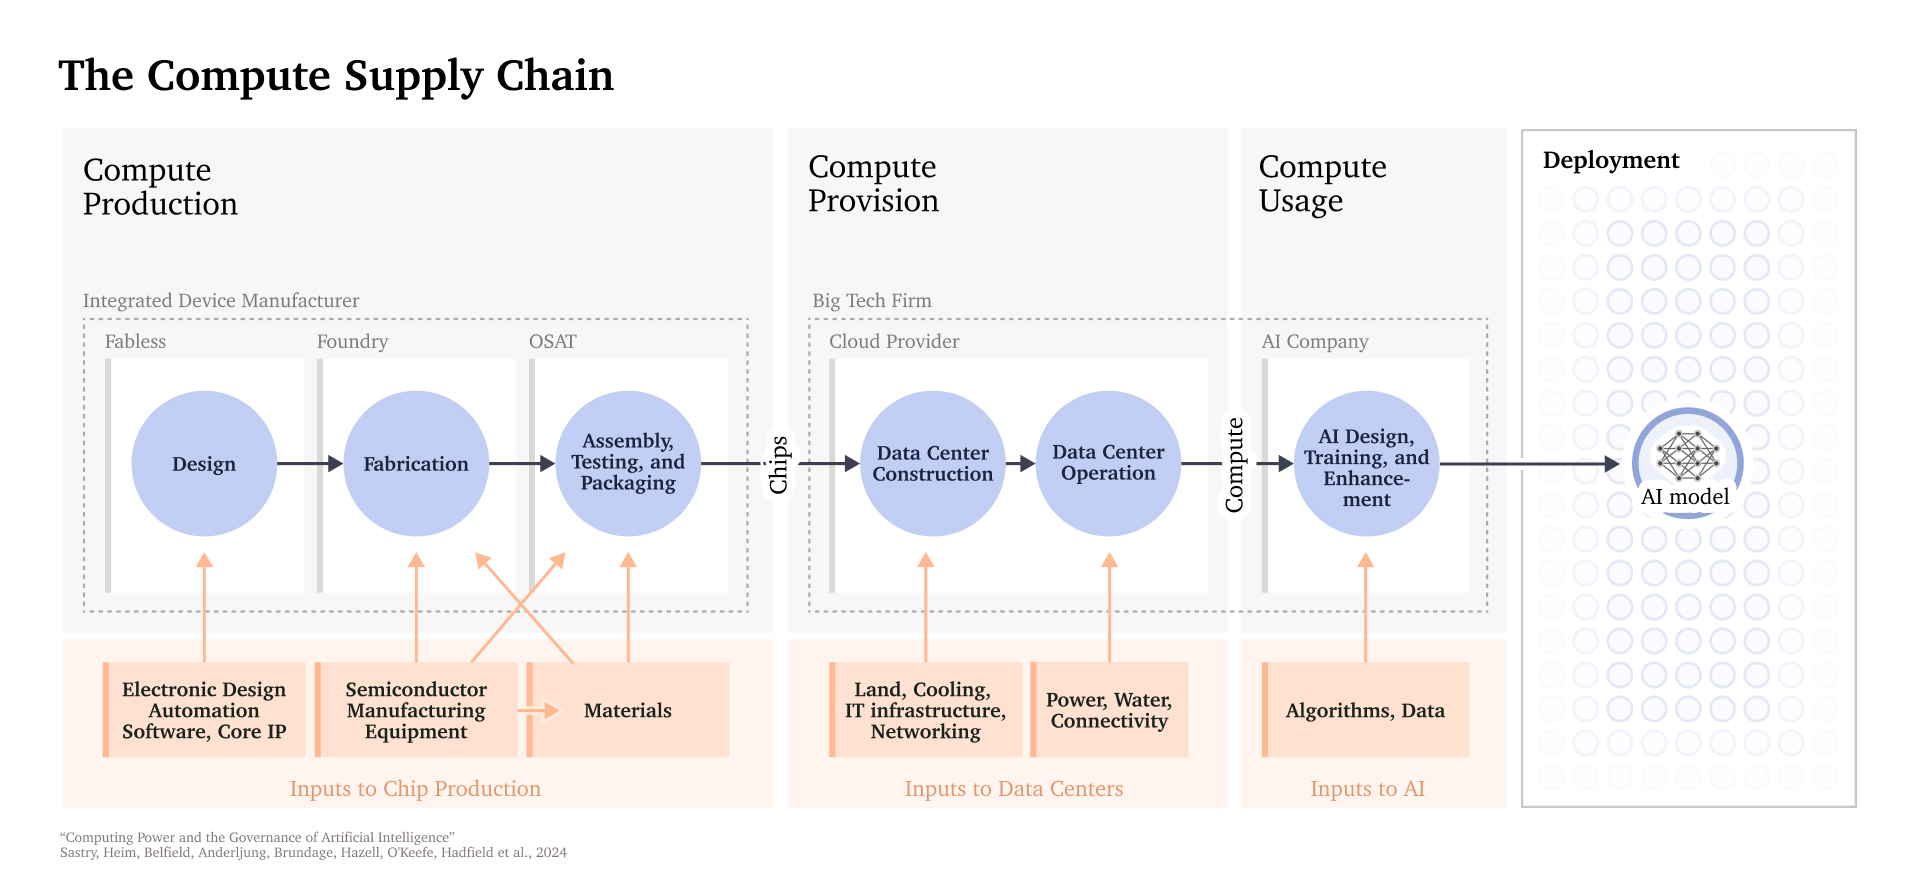 The Compute Supply Chain
Compute
Production
Compute
Provision
Compute
Usage
Deployment
Integrated Device Manufacturer
Big Tech Firm
Fabless
Foundry
OSAT
Cloud Provider
AI Company
Design
Fabrication
Assembly,
Testing, and
Packaging
Chips
Data Center
Construction
Data Center
Operation
Compute
AI Design,
Training, and
Enhance-
ment
AI model
Electronic Design
Automation
Software, Core IP
Semiconductor
Manufacturing
Equipment
Materials
Land, Cooling,
IT infrastructure,
Networking
Power, Water,
Connectivity
Algorithms, Data
Inputs to Chip Production
Inputs to Data Centers
Inputs to AI
“Computing Power and the Governance of Artificial Intelligence”
Sastry, Heim, Belfield, Anderljung, Brundage, Hazell, O'Keefe, Hadfield et al., 2024